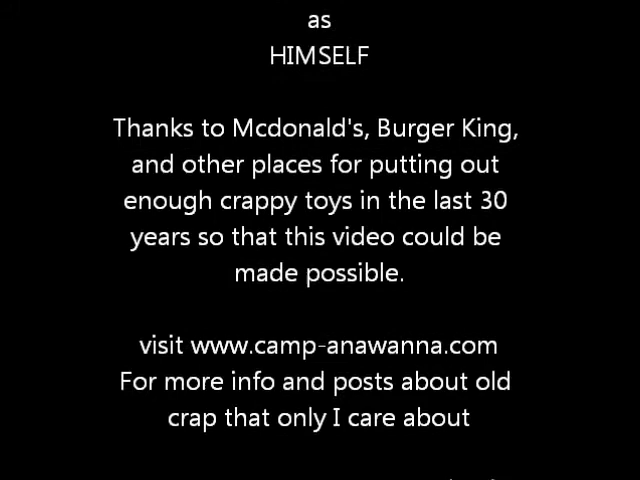 as
HIMSELF
Thanks to Mcdonald's, Burger King,
and other places for putting out
enough crappy toys in the last 30
years so that this video could be
made possible.
visit www.camp-anawanna.com
For more info and posts about old
crap that only I care about